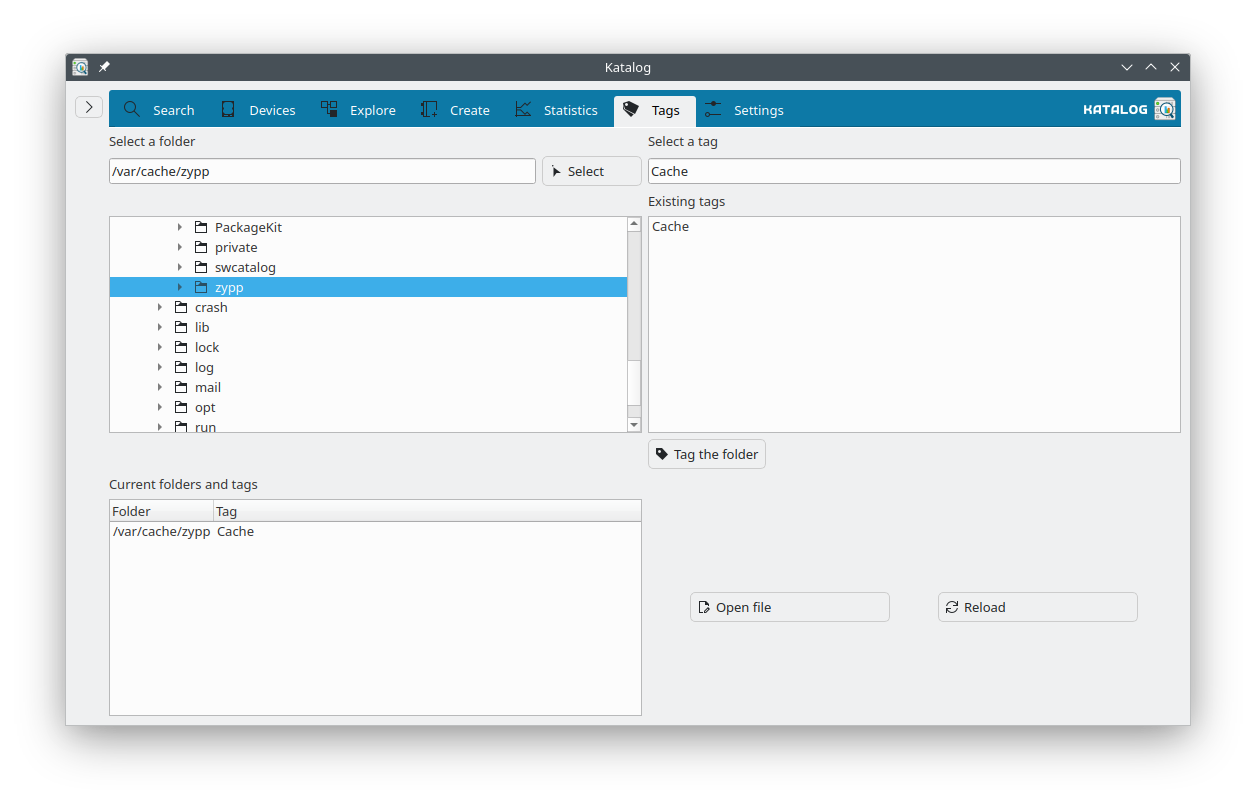 Katalog
Search Devices Explore Create Statistics Tags Settings KATALOG
Select a folder
/var/cache/zypp Select
PackageKit
private
swcatalog
zypp
crash
lib
lock
log
mail
opt
run
Select a tag
Cache
Existing tags
Cache
Tag the folder
Current folders and tags
Folder Tag
/var/cache/zypp Cache
Open file Reload